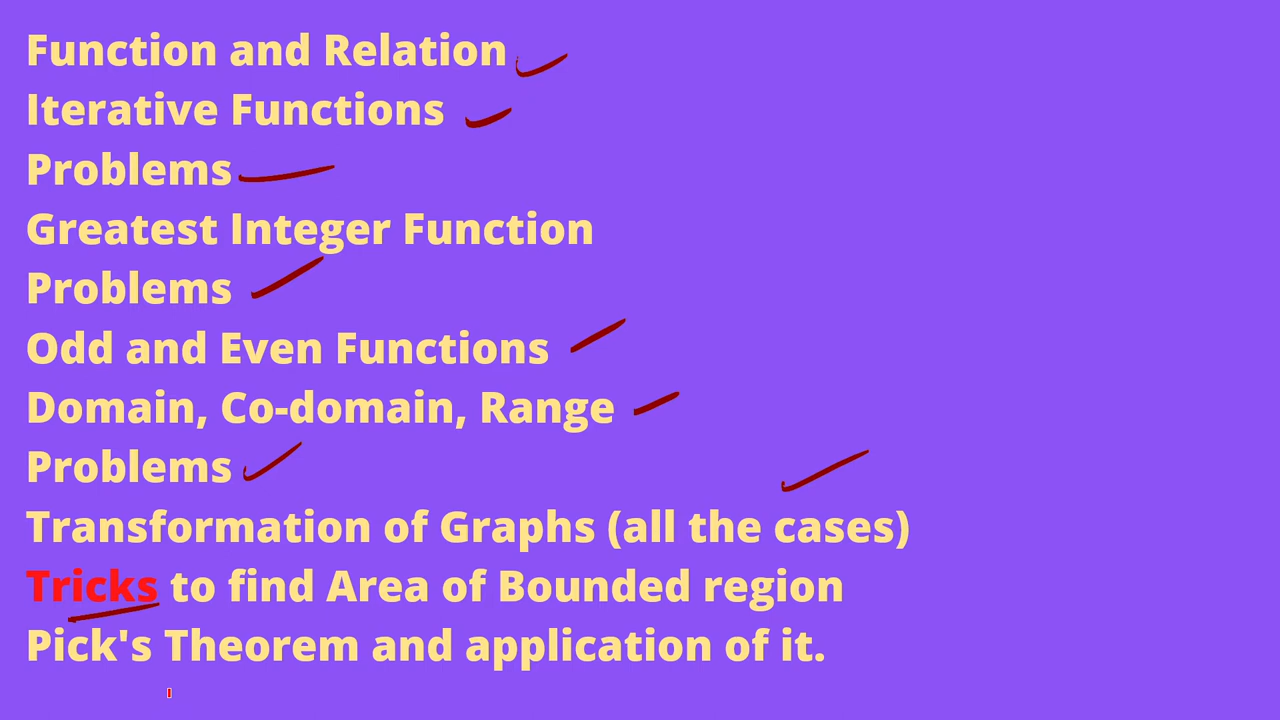 Function and Relation
Iterative Functions
Problems
Greatest Integer Function
Problems
Odd and Even Functions
Domain, Co-domain, Range
Problems
Transformation of Graphs (all the cases)
Tricks to find Area of Bounded region
Pick's Theorem and application of it.